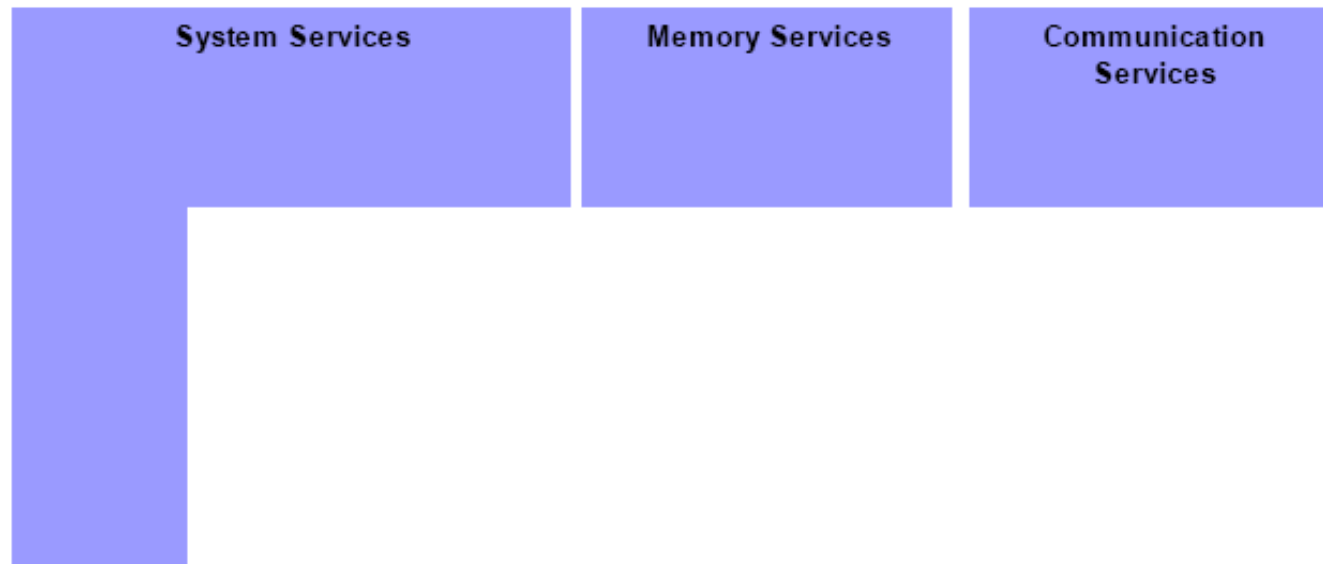 System Services
Memory Services
Communication
Services